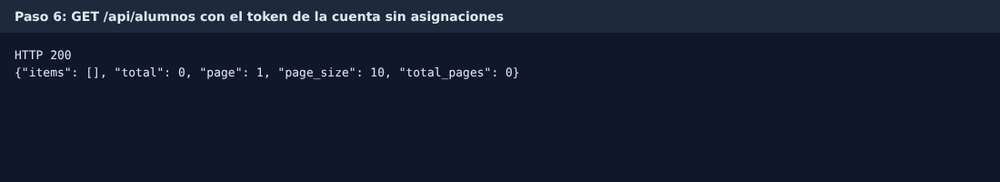 Paso 6: GET /api/alumnos con el token de la cuenta sin asignaciones
HTTP 200
{"items": [], "total": 0, "page": 1, "page_size": 10, "total_pages": 0}